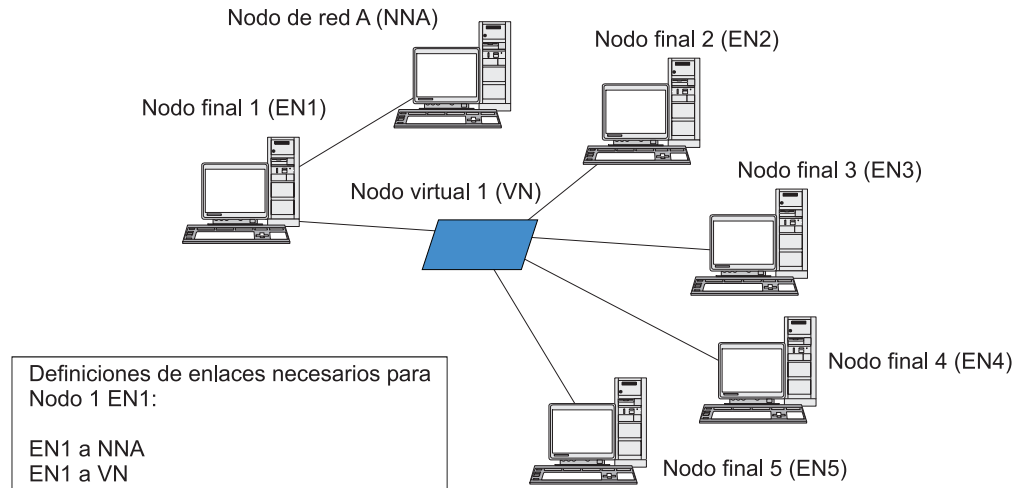 Nodo de red A (NNA)
Nodo final 2 (EN2)
Nodo final 1 (EN1)
Nodo final 3 (EN3)
Nodo virtual 1 (VN)
Nodo final 4 (EN4)
Definiciones de enlaces necesarios para
Nodo 1 EN1:
EN1 a NNA
EN1 a VN
Nodo final 5 (EN5)